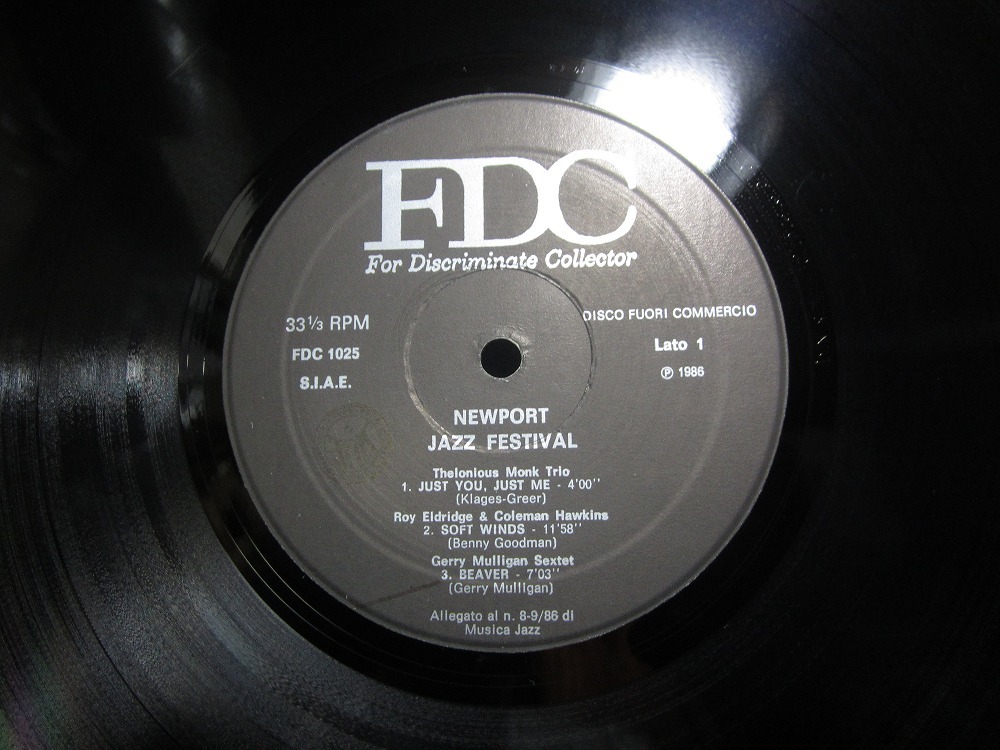 FDC
For Discriminate Collector
33 1/3 RPM
DISCO FUORI COMMERCIO
FDC 1025
Lato 1
S.I.A.E.
℗ 1986
NEWPORT
JAZZ FESTIVAL
Thelonious Monk Trio
1. JUST YOU, JUST ME - 4'00''
(Klages-Greer)
Roy Eldridge & Coleman Hawkins
2. SOFT WINDS - 11'58''
(Benny Goodman)
Gerry Mulligan Sextet
3. BEAVER - 7'03''
(Gerry Mulligan)
Allegato al n. 8-9/86 di
Musica Jazz